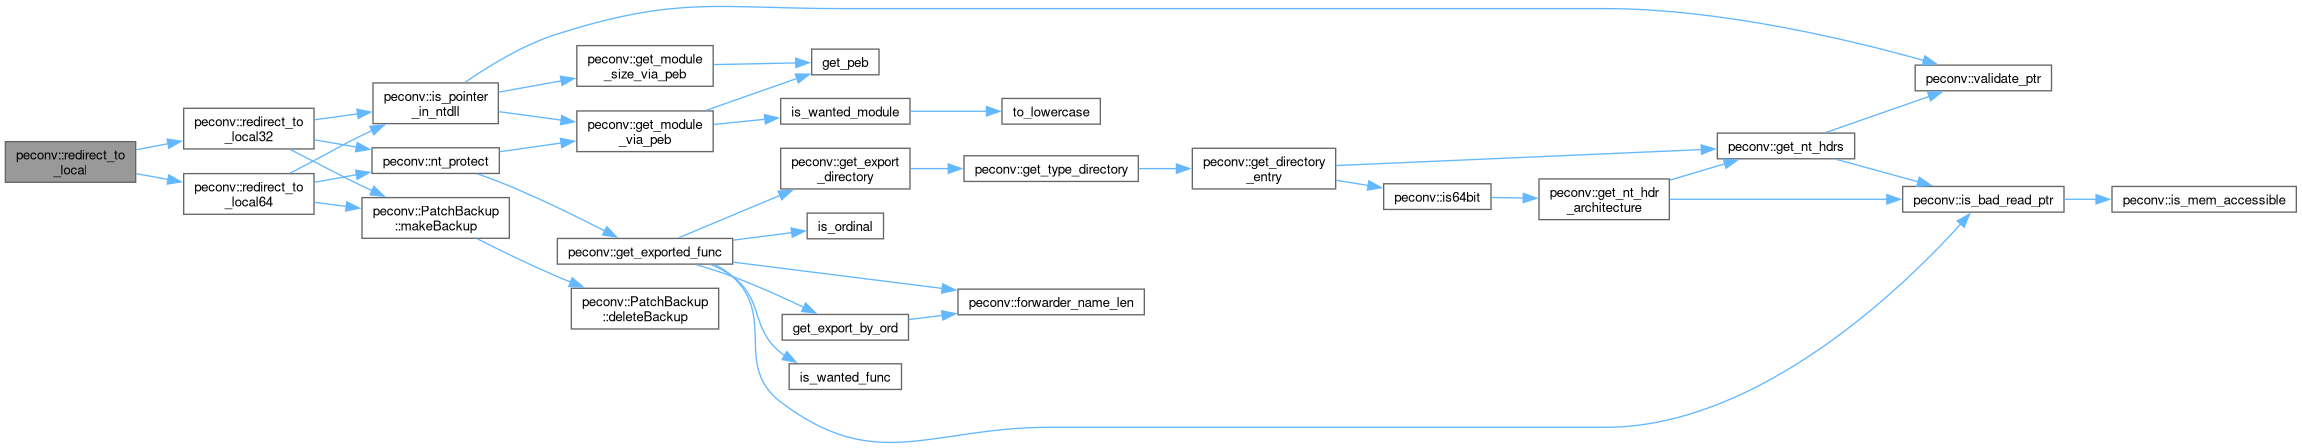 peconv::redirect_to
_local
peconv::redirect_to
_local32
peconv::redirect_to
_local64
peconv::is_pointer
_in_ntdll
peconv::nt_protect
peconv::PatchBackup
::makeBackup
peconv::get_module
_size_via_peb
peconv::get_module
_via_peb
peconv::get_exported_func
peconv::PatchBackup
::deleteBackup
get_peb
is_wanted_module
peconv::get_export
_directory
is_ordinal
get_export_by_ord
is_wanted_func
to_lowercase
peconv::get_type_directory
peconv::forwarder_name_len
peconv::get_directory
_entry
peconv::is64bit
peconv::get_nt_hdr
_architecture
peconv::get_nt_hdrs
peconv::validate_ptr
peconv::is_bad_read_ptr
peconv::is_mem_accessible